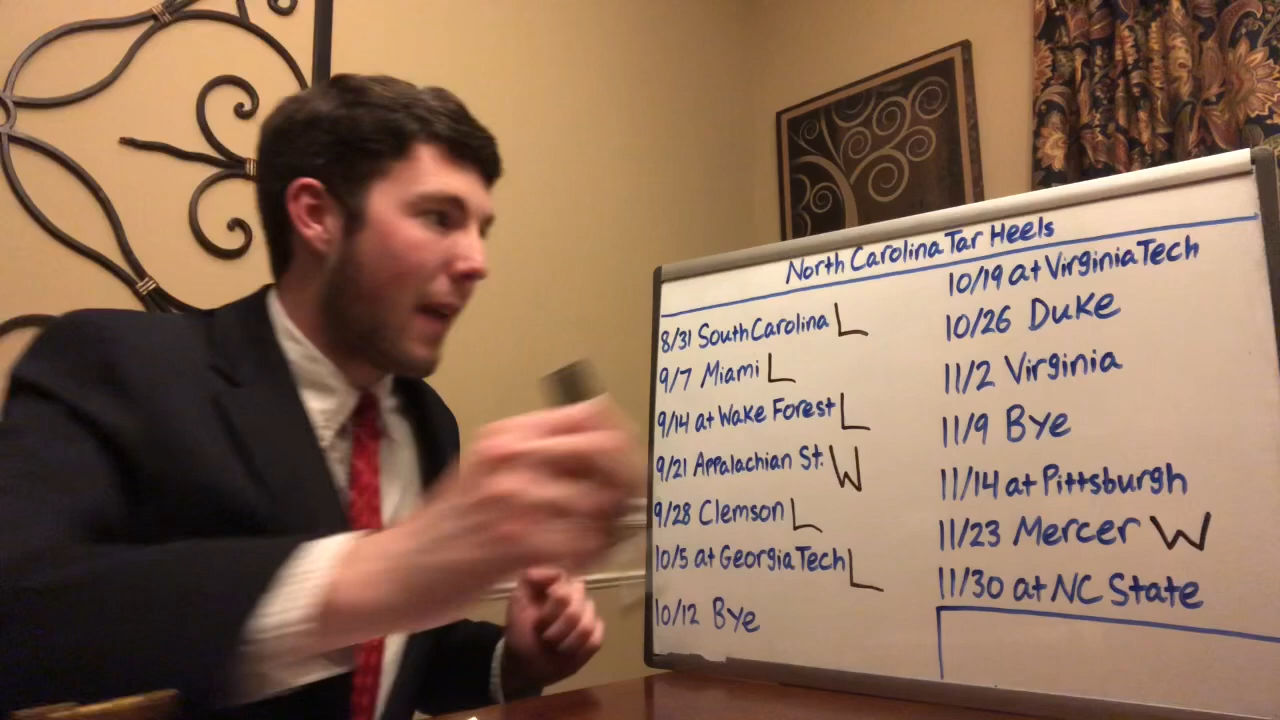 North Carolina Tar Heels
8/31 South Carolina L
9/7 Miami L
9/14 at Wake Forest L
9/21 Appalachian St. W
9/28 Clemson L
10/5 at Georgia Tech L
10/12 Bye
10/19 at Virginia Tech
10/26 Duke
11/2 Virginia
11/9 Bye
11/14 at Pittsburgh
11/23 Mercer W
11/30 at NC State